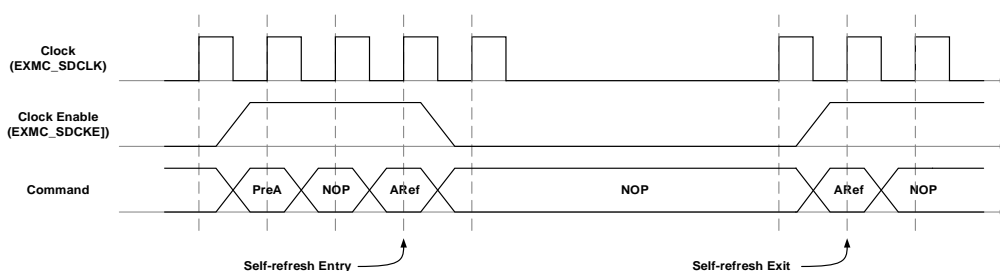 Clock
(EXMC_SDCLK)
Clock Enable
(EXMC_SDCKE])
Command
PreA
NOP
ARef
NOP
ARef
NOP
Self-refresh Entry
Self-refresh Exit